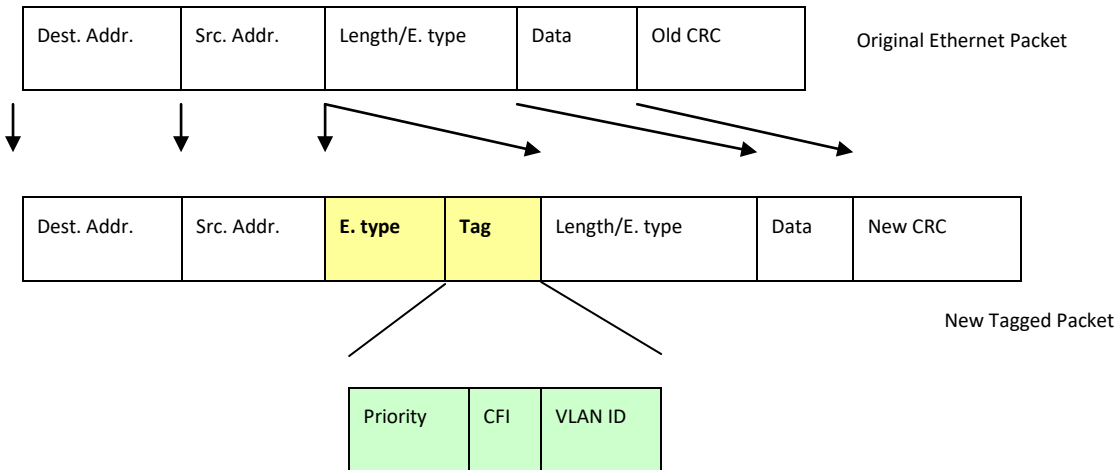 Dest. Addr. Src. Addr. Length/E. type Data Old CRC
Original Ethernet Packet
Dest. Addr. Src. Addr. E. type Tag Length/E. type Data New CRC
New Tagged Packet
Priority CFI VLAN ID